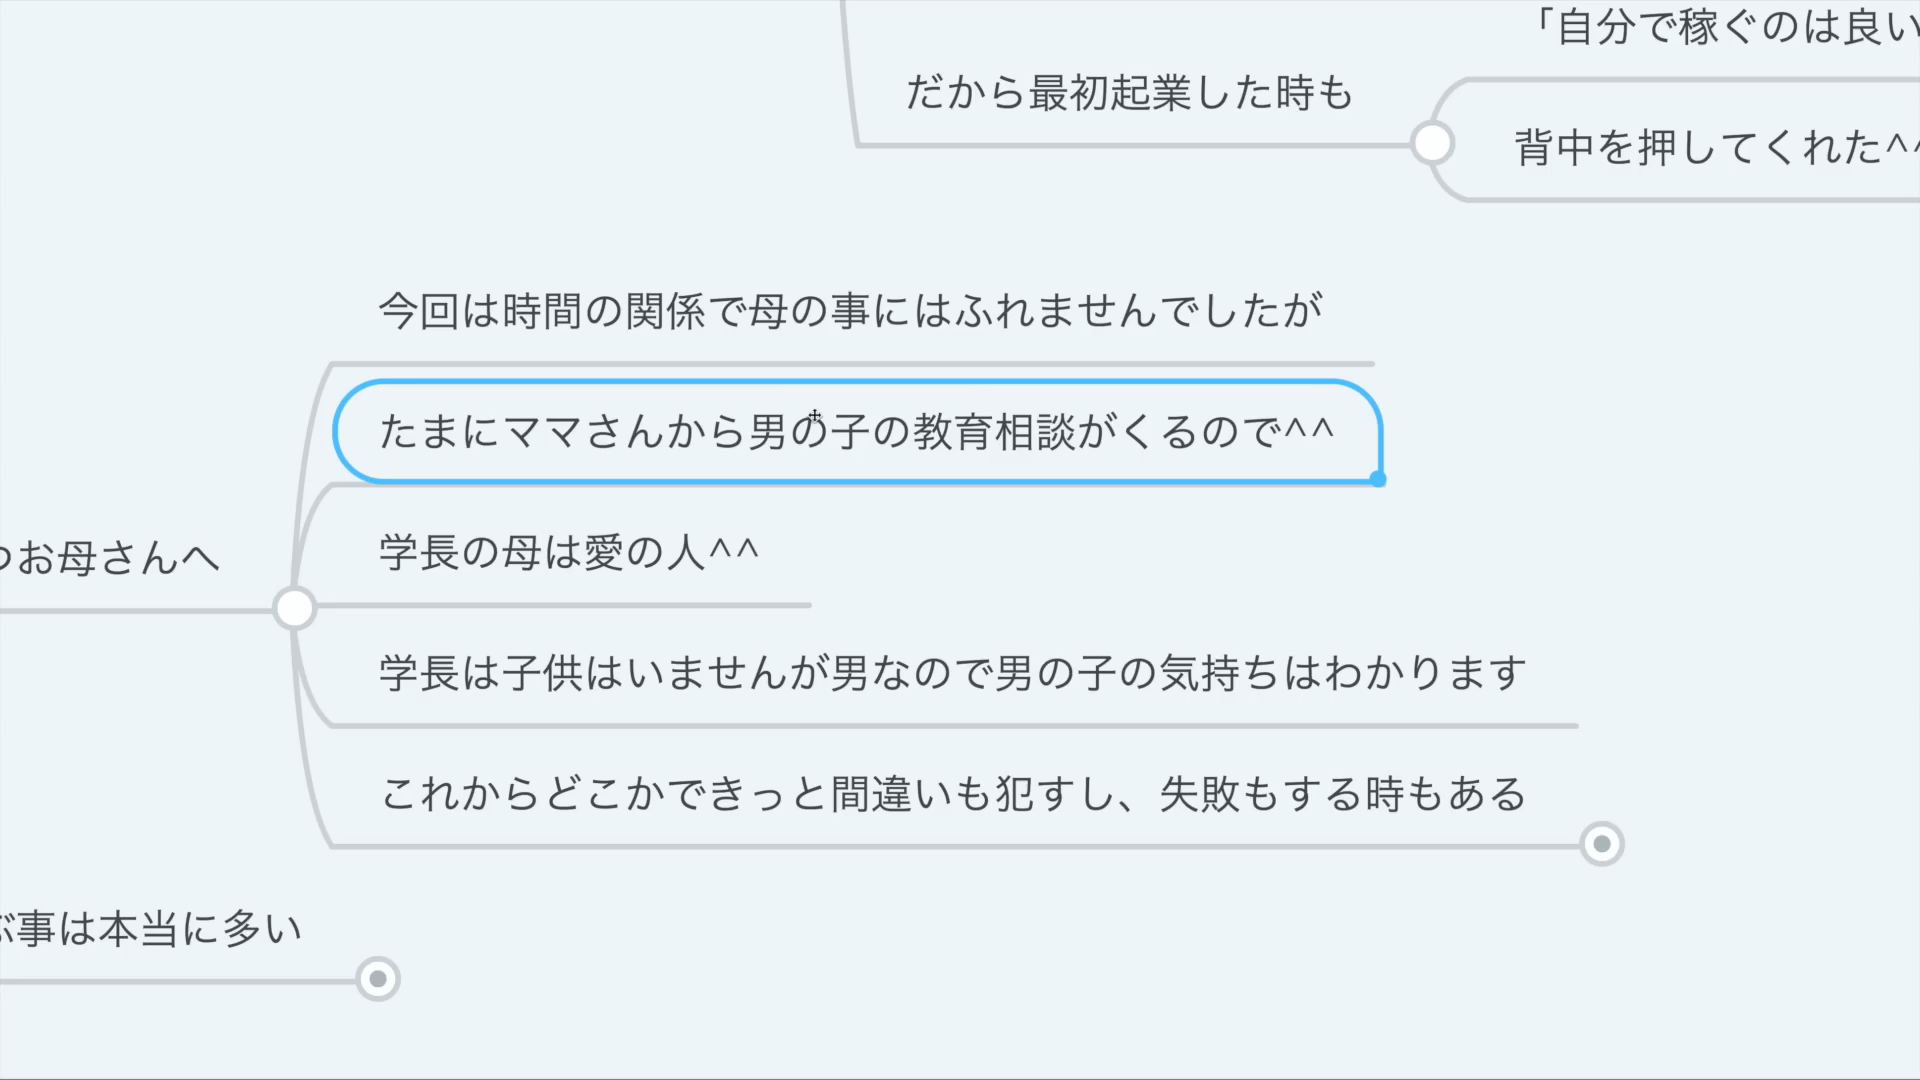 「自分で稼ぐのは良い
だから最初起業した時も
背中を押してくれた^^
今回は時間の関係で母の事にはふれませんでしたが
たまにママさんから男の子の教育相談がくるので^^
学長の母は愛の人^^
つお母さんへ
学長は子供はいませんが男なので男の子の気持ちはわかります
これからどこかできっと間違いも犯すし、失敗もする時もある
ぶ事は本当に多い